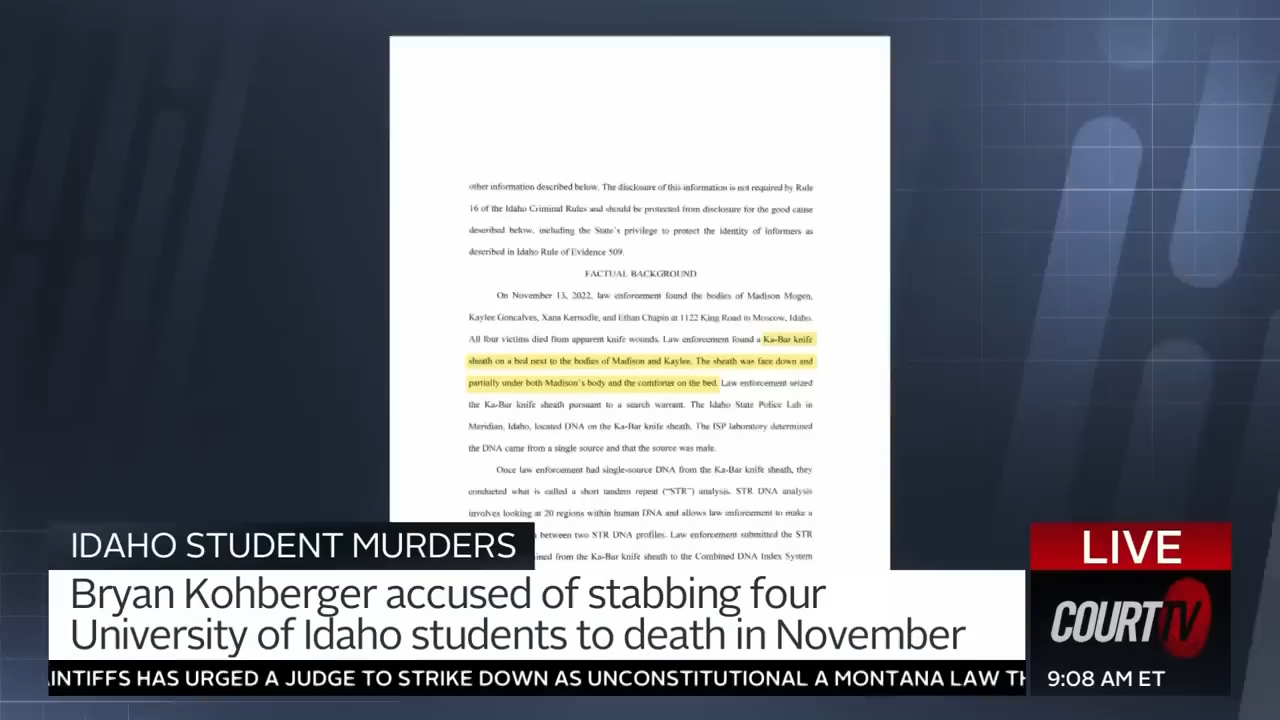 other information described below. The disclosure of this information is not required by Rule
16 of the Idaho Criminal Rules and should be protected from disclosure for the good cause
described below, including the State's privilege to protect the identity of informers as
described in Idaho Rule of Evidence 509.
FACTUAL BACKGROUND
On November 13, 2022, law enforcement found the bodies of Madison Mogen,
Kaylee Goncalves, Xana Kernodle, and Ethan Chapin at 1122 King Road in Moscow, Idaho.
All four victims died from apparent knife wounds. Law enforcement found a Ka-Bar knife
sheath on a bed next to the bodies of Madison and Kaylee. The sheath was face down and
partially under both Madison's body and the comforter on the bed. Law enforcement seized
the Ka-Bar knife sheath pursuant to a search warrant. The Idaho State Police Lab in
Meridian, Idaho, located DNA on the Ka-Bar knife sheath. The ISP laboratory determined
the DNA came from a single source and that the source was male.
Once law enforcement had single-source DNA from the Ka-Bar knife sheath, they
conducted what is called a short tandem repeat ("STR") analysis. STR DNA analysis
involves looking at 20 regions within human DNA and allows law enforcement to make a
between two STR DNA profiles. Law enforcement submitted the STR
ined from the Ka-Bar knife sheath to the Combined DNA Index System
IDAHO STUDENT MURDERS
Bryan Kohberger accused of stabbing four
University of Idaho students to death in November
LIVE
COURT TV
9:08 AM ET
AINTIFFS HAS URGED A JUDGE TO STRIKE DOWN AS UNCONSTITUTIONAL A MONTANA LAW TH